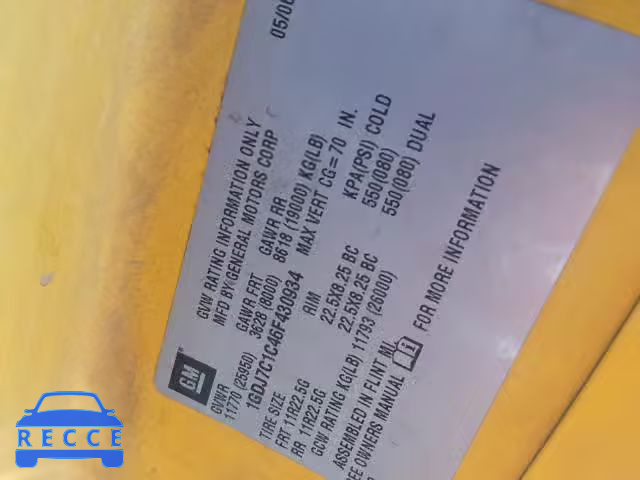 05/06
GVW RATING INFORMATION ONLY
MFD BY GENERAL MOTORS CORP
GM
GVWR GAWR FRT GAWR RR
11770 (25950) 3628 (8000) 8618 (19000) KG(LB)
1GDJ7C1C46F430934 MAX VERT CG=70 IN.
TIRE SIZE RIM KPA(PSI) COLD
FRT 11R22.5G 22.5X8.25 BC 550(080)
RR 11R22.5G 22.5X8.25 BC 550(080) DUAL
GCW RATING KG(LB) 11793 (26000)
ASSEMBLED IN FLINT MI.
OWNERS MANUAL FOR MORE INFORMATION
RECCE